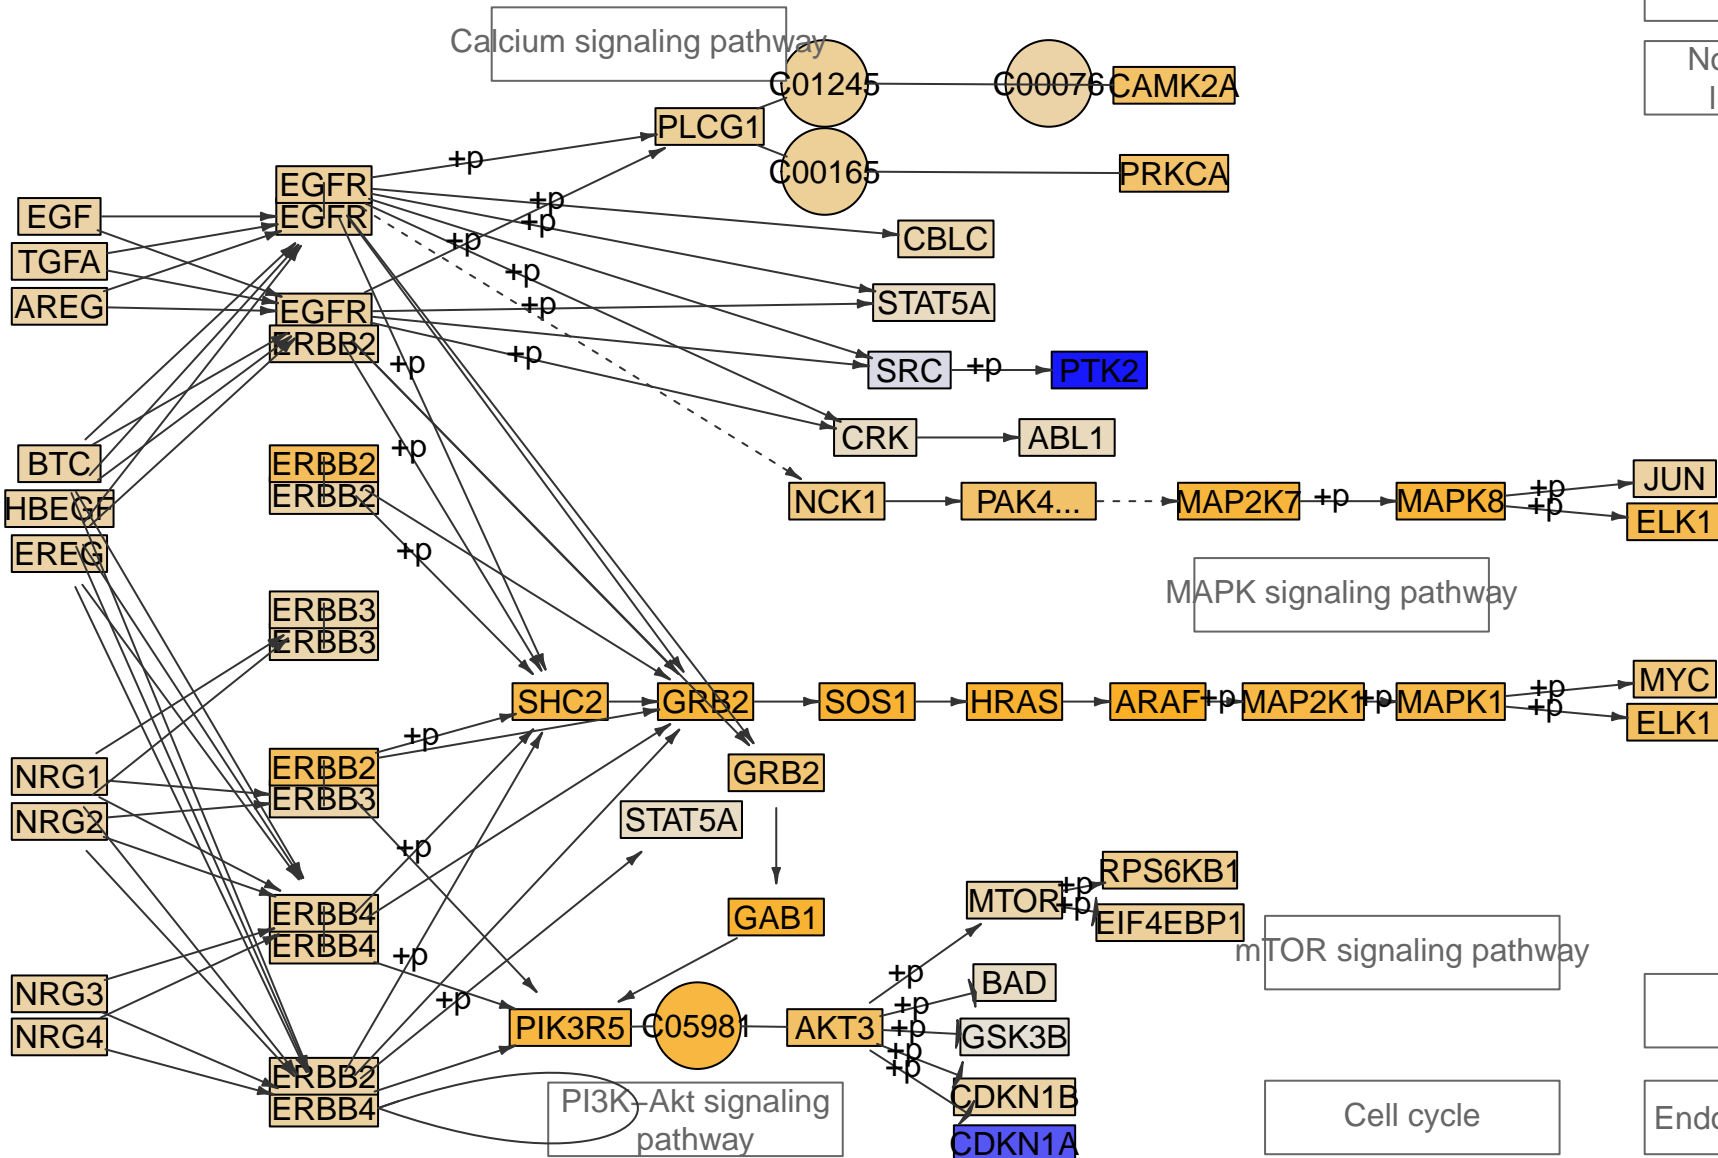 Calcium signaling pathway
C01245
C00076
CAMK2A
No
PLCG1
C00165
PRKCA
+p
EGFR
EGFR
EGF
TGFA
AREG
+p
+p
+p
+p
+p
CBLC
STAT5A
EGFR
ERBB2
+p
+p
SRC
+p
PTK2
CRK
ABL1
BTC
HBEGF
EREG
ERBB2
ERBB2
+p
+p
NCK1
PAK4...
MAP2K7
+p
MAPK8
+p
+p
JUN
ELK1
MAPK signaling pathway
ERBB3
ERBB3
SHC2
GRB2
SOS1
HRAS
ARAF
+p
MAP2K1
+p
MAPK1
+p
+p
MYC
ELK1
+p
NRG1
NRG2
ERBB2
ERBB3
GRB2
STAT5A
+p
ERBB4
ERBB4
GAB1
MTOR
+p
+p
RPS6KB1
EIF4EBP1
mTOR signaling pathway
+p
+p
NRG3
NRG4
PIK3R5
C05981
AKT3
+p
+p
+p
+p
+p
BAD
GSK3B
CDKN1B
CDKN1A
ERBB2
ERBB4
PI3K–Akt signaling
pathway
Cell cycle
Endo